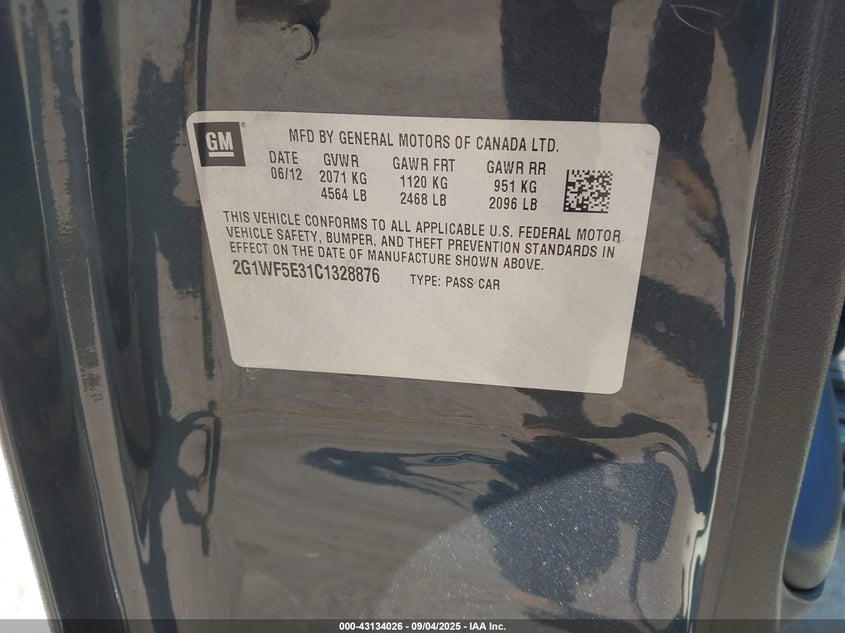 GM ®
MFD BY GENERAL MOTORS OF CANADA LTD.
DATE GVWR GAWR FRT GAWR RR
06/12 2071 KG 1120 KG 951 KG
4564 LB 2468 LB 2096 LB
THIS VEHICLE CONFORMS TO ALL APPLICABLE U.S. FEDERAL MOTOR
VEHICLE SAFETY, BUMPER, AND THEFT PREVENTION STANDARDS IN
EFFECT ON THE DATE OF MANUFACTURE SHOWN ABOVE.
2G1WF5E31C1328876 TYPE: PASS CAR
000-43134026 - 09/04/2025 - IAA Inc.